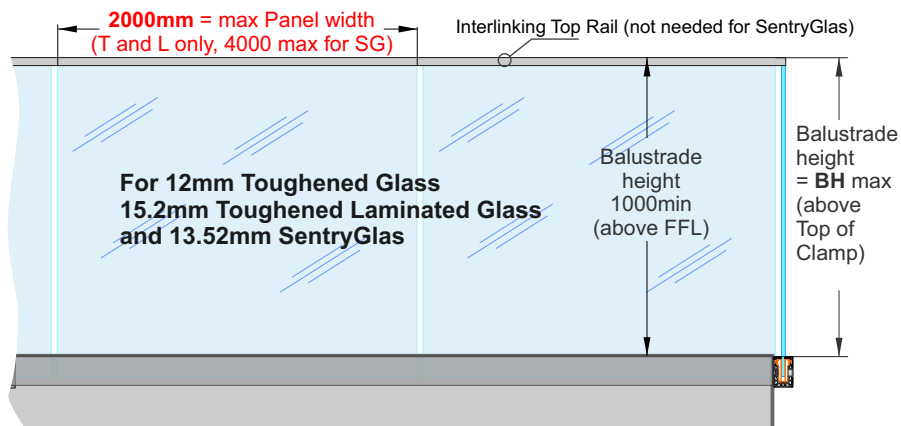 2000mm = max Panel width
(T and L only, 4000 max for SG)
Interlinking Top Rail (not needed for SentryGlas)
For 12mm Toughened Glass
15.2mm Toughened Laminated Glass
and 13.52mm SentryGlas
Balustrade
height
1000min
(above FFL)
Balustrade
height
= BH max
(above
Top of
Clamp)